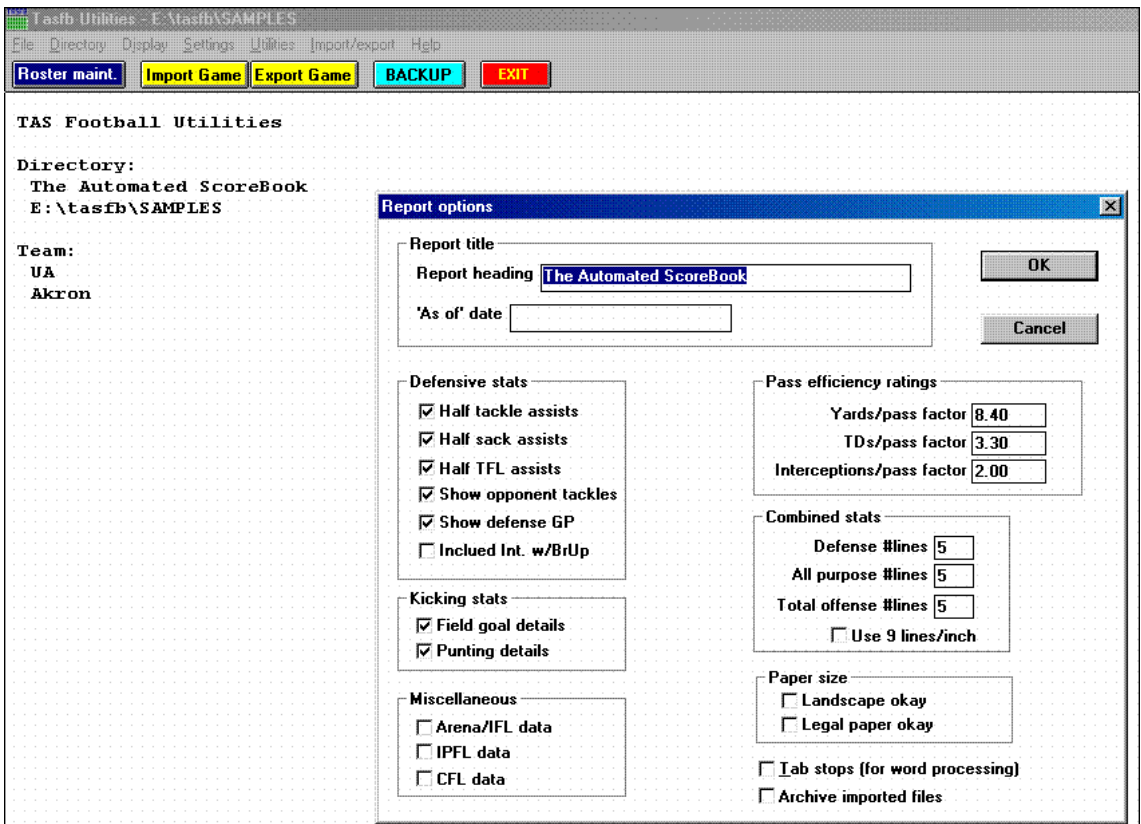 Tasfb Utilities - E:\tasfb\SAMPLES
File Directory Display Settings Utilities Import/export Help
Roster maint. Import Game Export Game BACKUP EXIT
TAS Football Utilities
Directory:
The Automated ScoreBook
E:\tasfb\SAMPLES
Team:
UA
Akron
Report options
Report title
Report heading The Automated ScoreBook
'As of' date
OK
Cancel
Defensive stats
Half tackle assists
Half sack assists
Half TFL assists
Show opponent tackles
Show defense GP
Inclued Int. w/BrUp
Kicking stats
Field goal details
Punting details
Miscellaneous
Arena/IFL data
IPFL data
CFL data
Pass efficiency ratings
Yards/pass factor 8.40
TDs/pass factor 3.30
Interceptions/pass factor 2.00
Combined stats
Defense #lines 5
All purpose #lines 5
Total offense #lines 5
Use 9 lines/inch
Paper size
Landscape okay
Legal paper okay
Tab stops (for word processing)
Archive imported files